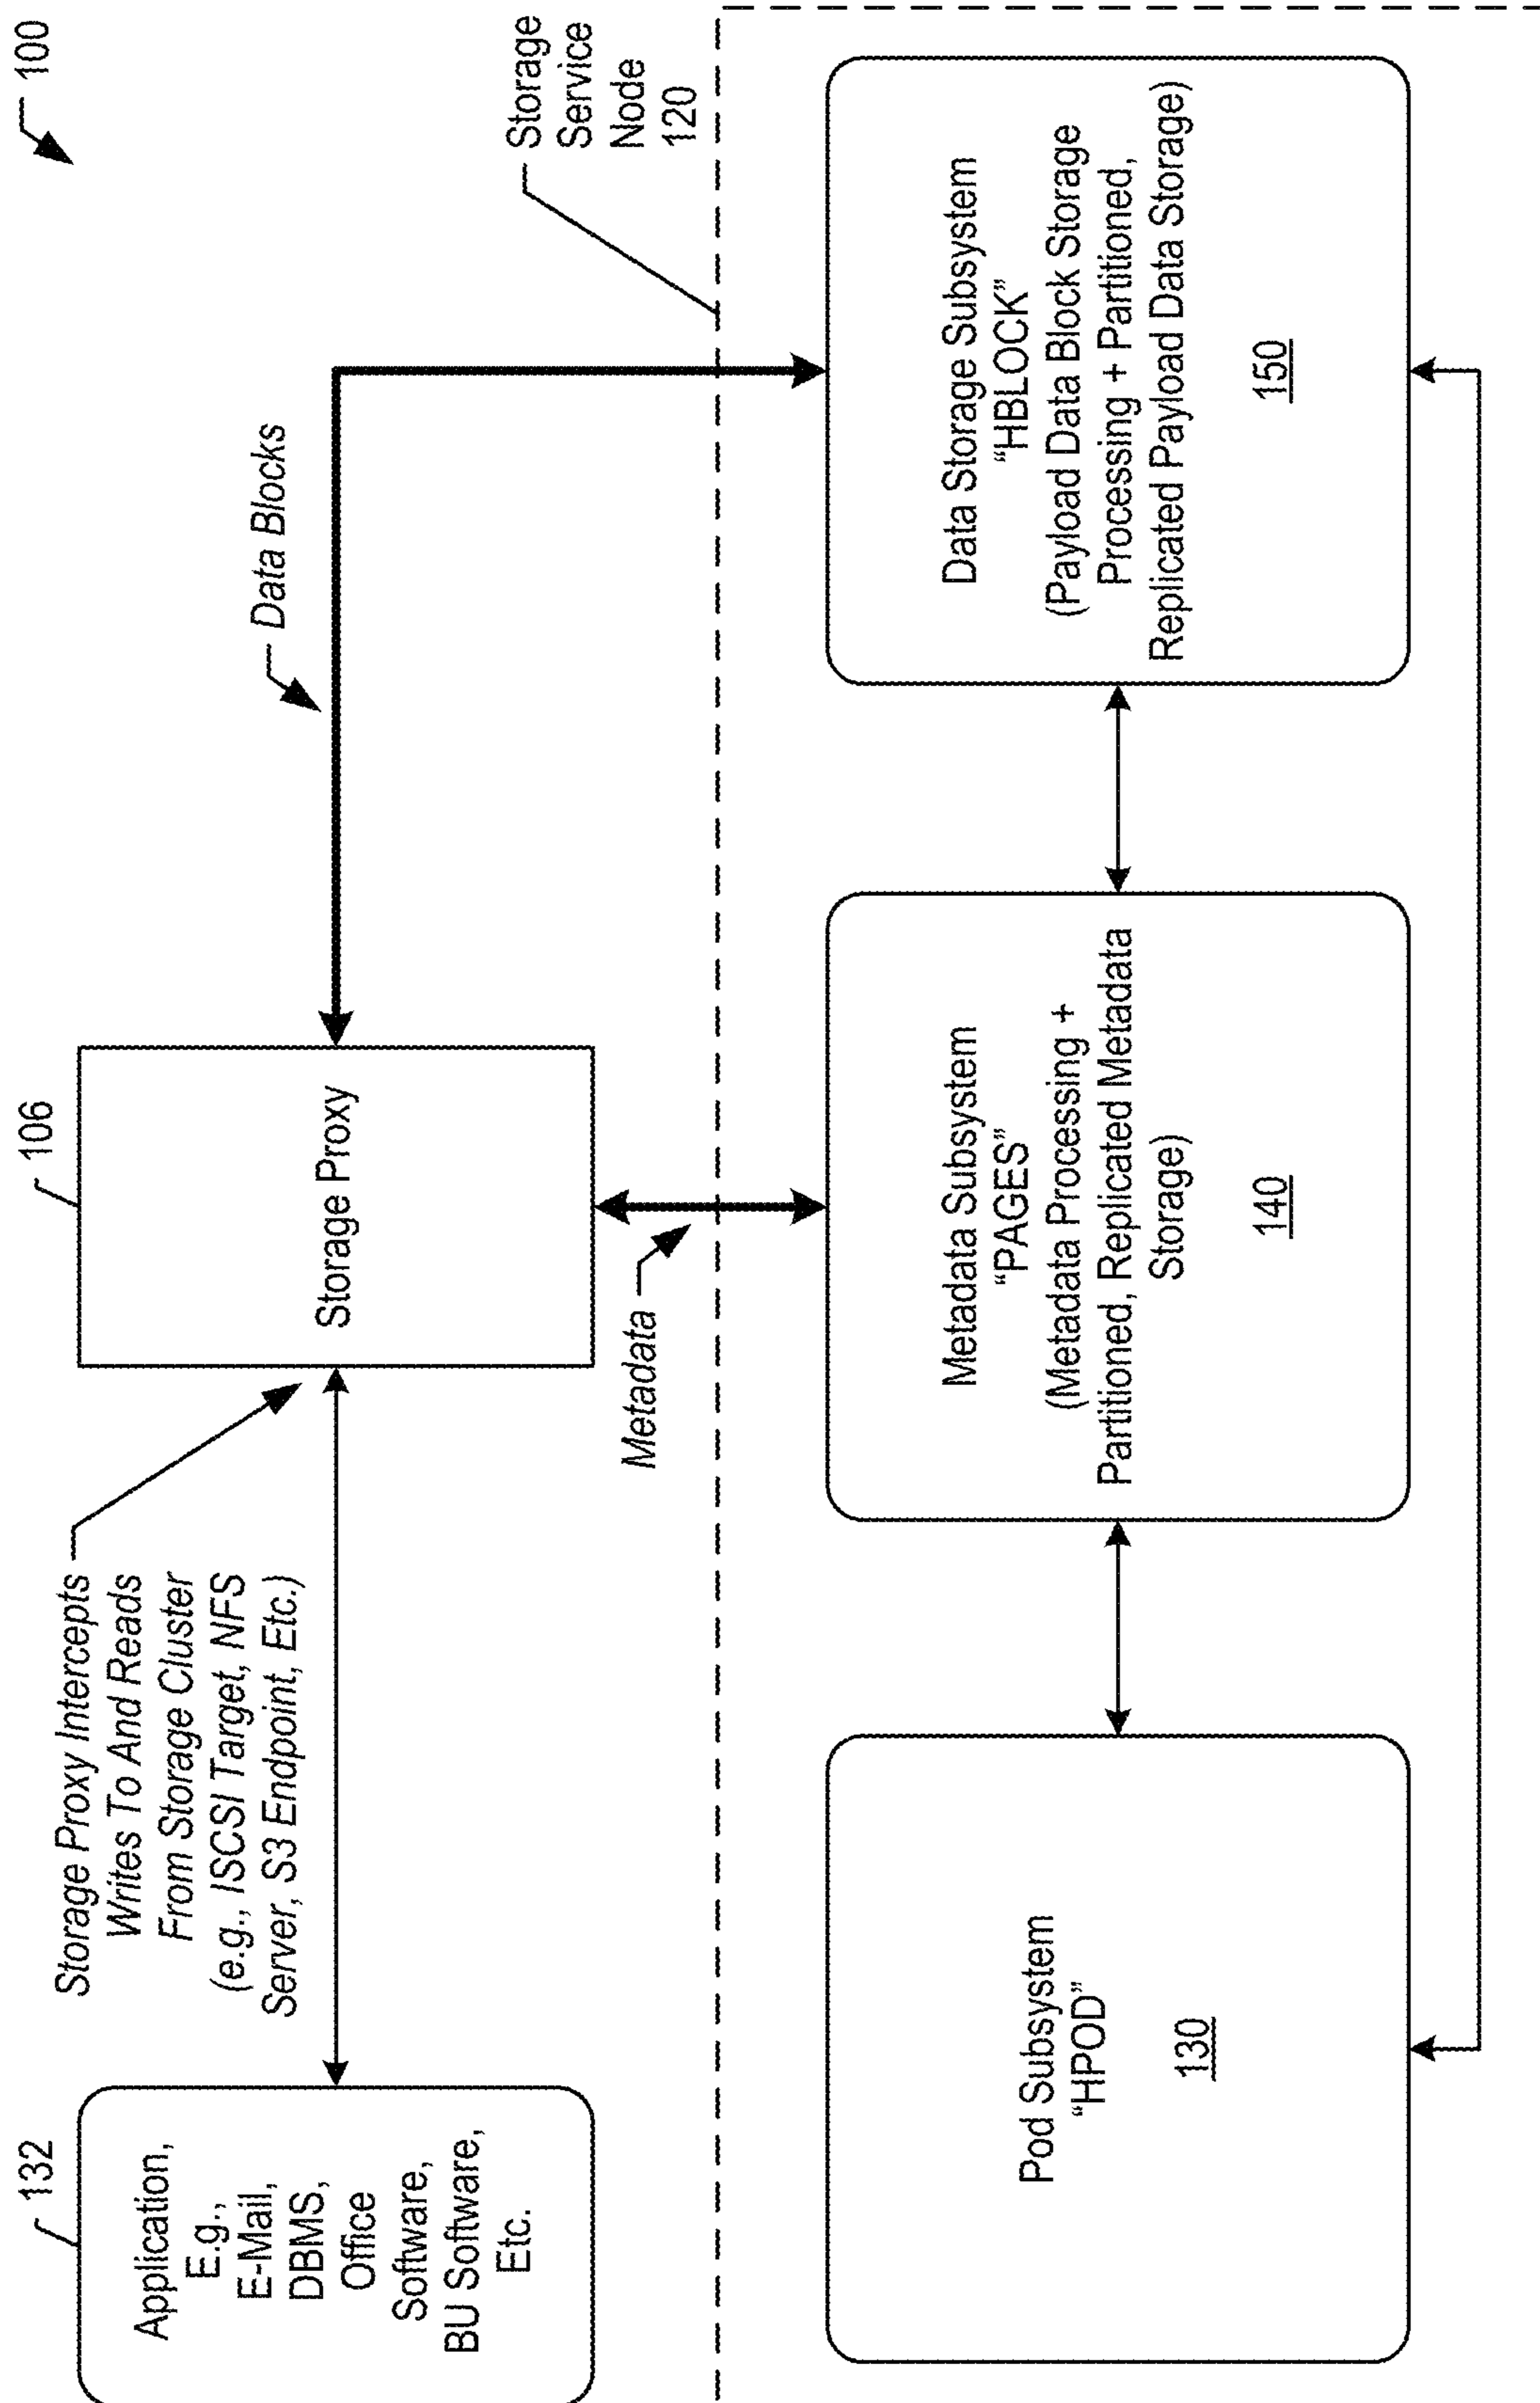 100
132
Application,
E.g.,
E-Mail,
DBMS,
Office
Software,
BU Software,
Etc.
Storage Proxy Intercepts
Writes To And Reads
From Storage Cluster
(e.g., ISCSI Target, NFS
Server, S3 Endpoint, Etc.)
106
Storage Proxy
Data Blocks
Metadata
Storage
Service
Node
120
Pod Subsystem
“HPOD”
130
Metadata Subsystem
“PAGES”
(Metadata Processing +
Partitioned, Replicated Metadata
Storage)
140
Data Storage Subsystem
“HBLOCK”
(Payload Data Block Storage
Processing + Partitioned,
Replicated Payload Data Storage)
150